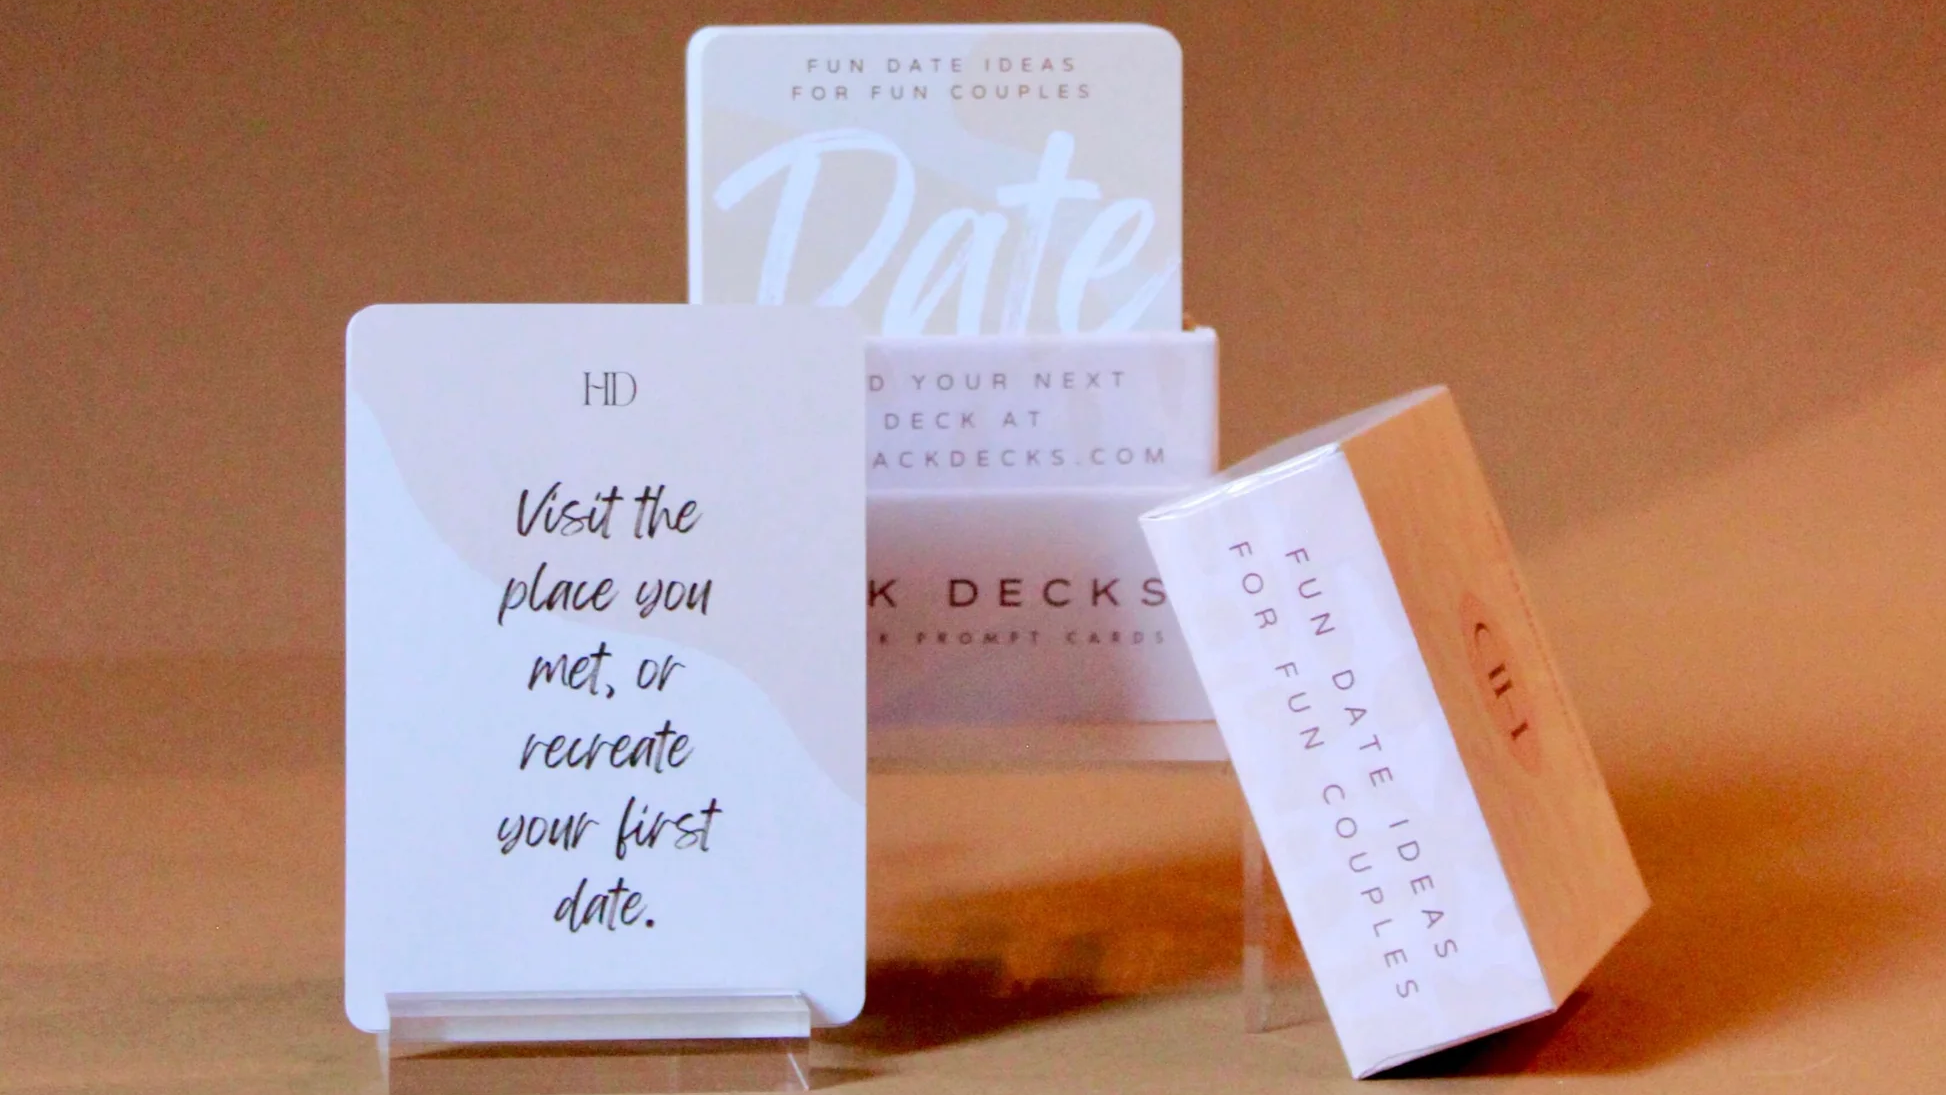 FUN DATE IDEAS
FOR FUN COUPLES
Date
D YOUR NEXT
DECK AT
ACKDECKS.COM
K DECKS
K PROMPT CARDS
HD
Visit the
place you
met, or
recreate
your first
date.
FUN DATE IDEAS
FOR FUN COUPLES